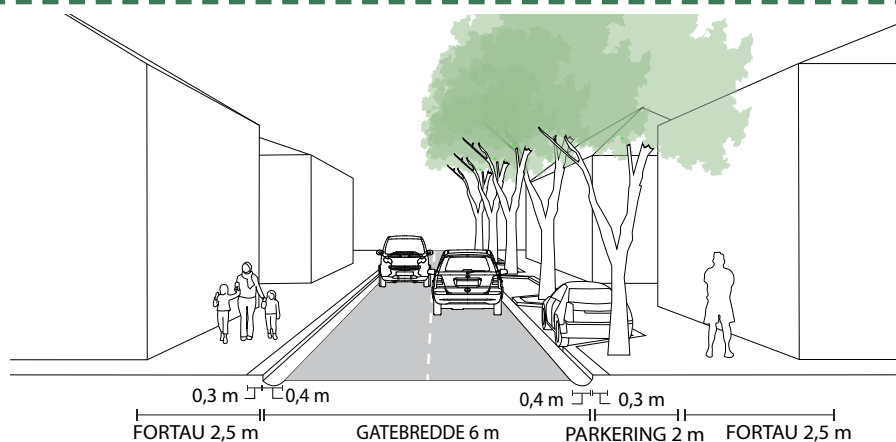 0,3 m 0,4 m 0,4 m 0,3 m
FORTAU 2,5 m GATEBREDDE 6 m PARKERING 2 m FORTAU 2,5 m